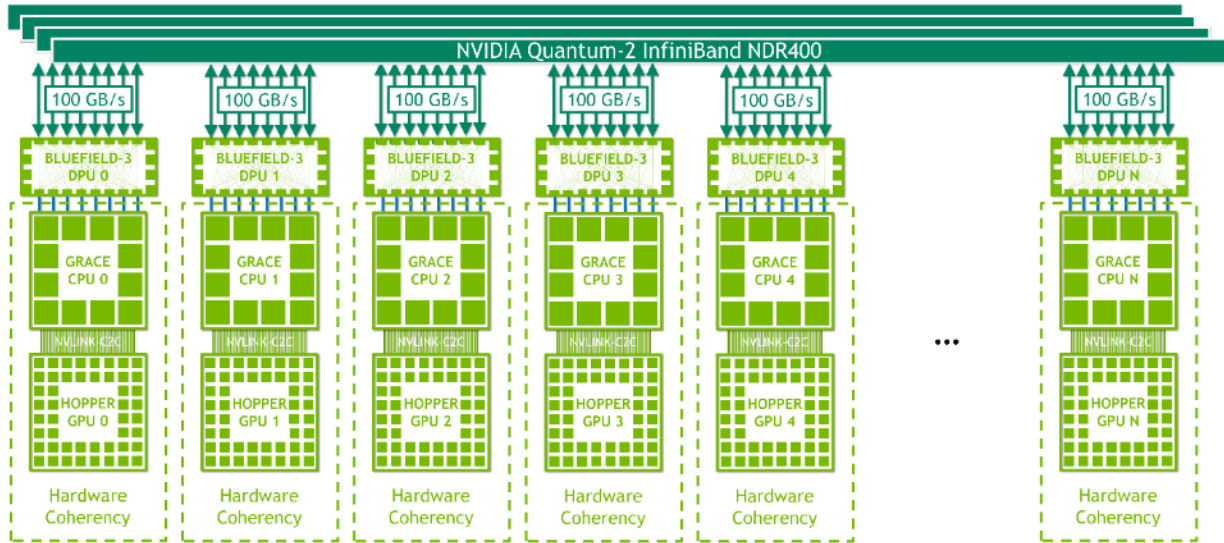 NVIDIA Quantum-2 InfiniBand NDR400
100 GB/s
100 GB/s
100 GB/s
100 GB/s
100 GB/s
100 GB/s
BLUEFIELD-3
DPU 0
BLUEFIELD-3
DPU 1
BLUEFIELD-3
DPU 2
BLUEFIELD-3
DPU 3
BLUEFIELD-3
DPU 4
BLUEFIELD-3
DPU N
GRACE
CPU 0
GRACE
CPU 1
GRACE
CPU 2
GRACE
CPU 3
GRACE
CPU 4
GRACE
CPU N
NVLINK-C2C
NVLINK-C2C
NVLINK-C2C
NVLINK-C2C
NVLINK-C2C
...
NVLINK-C2C
HOPPER
GPU 0
HOPPER
GPU 1
HOPPER
GPU 2
HOPPER
GPU 3
HOPPER
GPU 4
HOPPER
GPU N
Hardware
Coherency
Hardware
Coherency
Hardware
Coherency
Hardware
Coherency
Hardware
Coherency
Hardware
Coherency